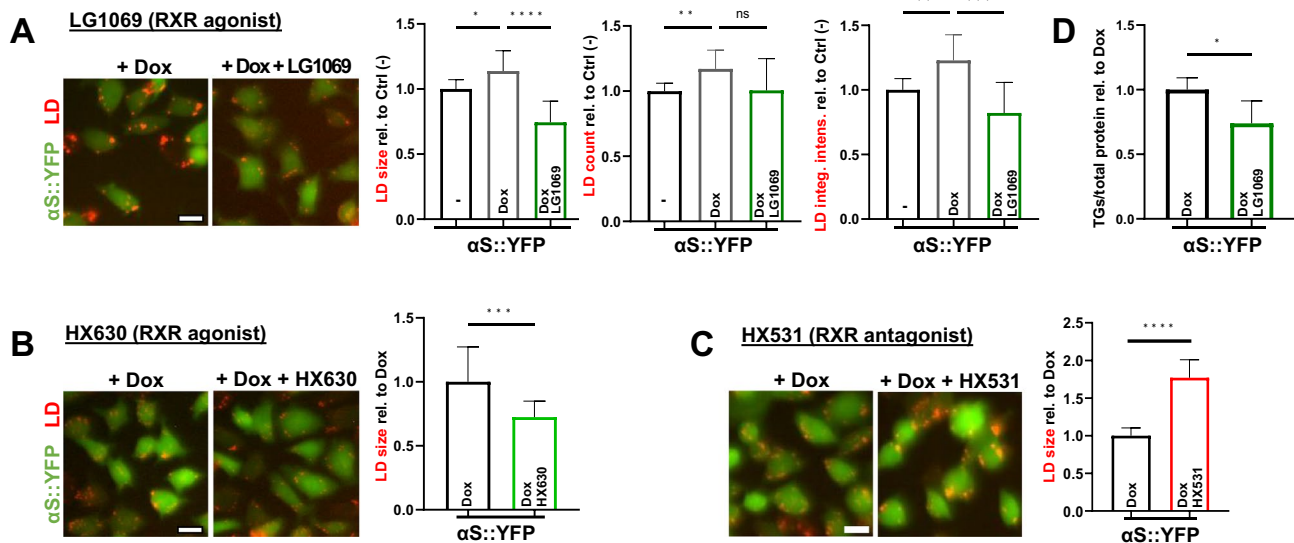 A
LG1069 (RXR agonist)
+ Dox
+ Dox + LG1069
αS::YFP LD
LD size rel. to Ctrl (-)
1.5
1.0
0.5
0.0
*
****
-
Dox
Dox
LG1069
αS::YFP
LD count rel. to Ctrl (-)
1.5
1.0
0.5
0.0
**
ns
-
Dox
Dox
LG1069
αS::YFP
LD integ. intens. rel. to Ctrl (-)
1.5
1.0
0.5
0.0
-
Dox
Dox
LG1069
αS::YFP
D
TGs/total protein rel. to Dox
1.5
1.0
0.5
0.0
*
Dox
Dox
LG1069
αS::YFP
B
HX630 (RXR agonist)
+ Dox
+ Dox + HX630
αS::YFP LD
LD size rel. to Dox
1.5
1.0
0.5
0.0
***
Dox
Dox
HX630
αS::YFP
C
HX531 (RXR antagonist)
+ Dox
+ Dox + HX531
LD size rel. to Dox
2.5
2.0
1.5
1.0
0.5
0.0
****
Dox
Dox
HX531
αS::YFP